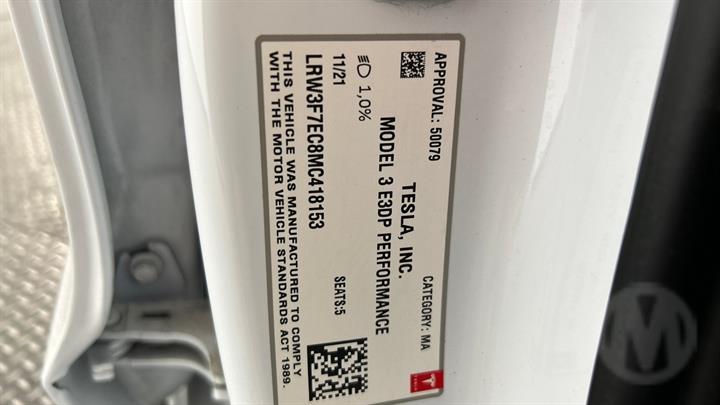 APPROVAL: 50079 CATEGORY: MA
TESLA, INC.
MODEL 3 E3DP PERFORMANCE
1,0%
11/21 SEATS:5
LRW3F7EC8MC418153
THIS VEHICLE WAS MANUFACTURED TO COMPLY
WITH THE MOTOR VEHICLE STANDARDS ACT 1989.
M